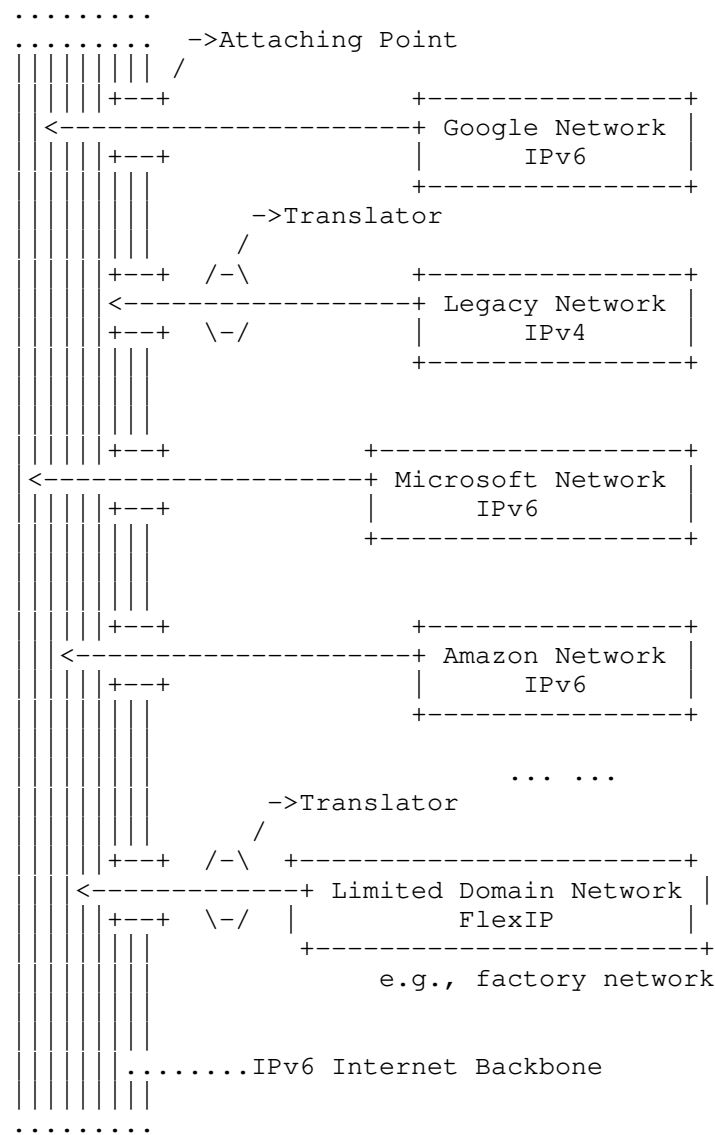 ->Attaching Point
Google Network
IPv6
->Translator
Legacy Network
IPv4
Microsoft Network
IPv6
Amazon Network
IPv6
... ...
->Translator
Limited Domain Network
FlexIP
e.g., factory network
........IPv6 Internet Backbone